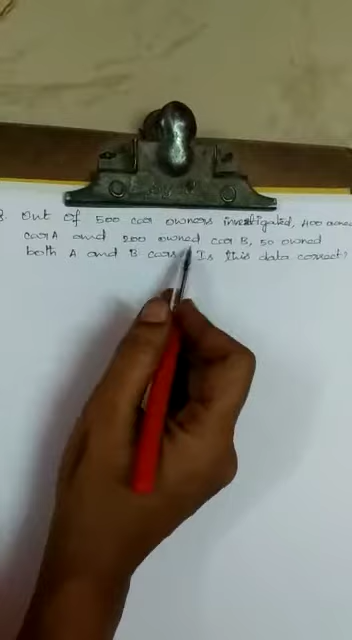 Out of 500 car owners investigated, 400 owned
car A and 200 owned car B, 50 owned
both A and B cars. Is this data correct?